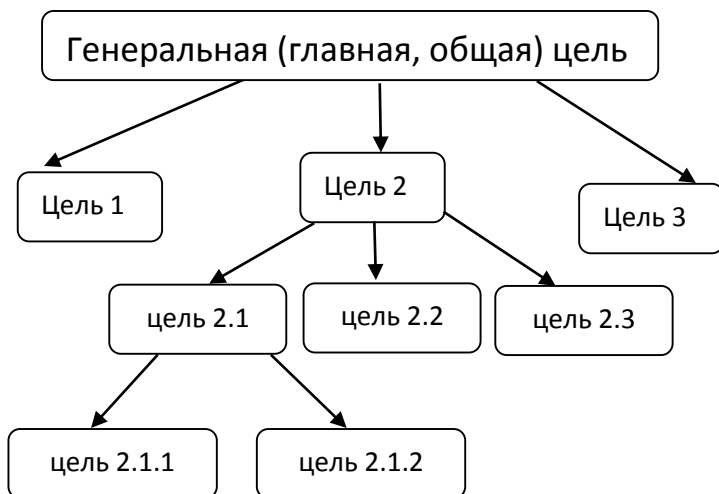 Генеральная (главная, общая) цель
Цель 1
Цель 2
Цель 3
цель 2.1
цель 2.2
цель 2.3
цель 2.1.1
цель 2.1.2